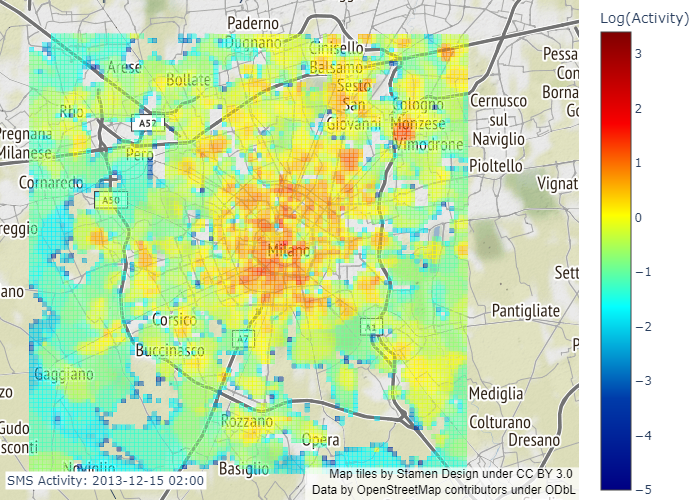 Log(Activity)
Paderno
Dugnano
Cinisello
Balsamo
Arese
Bollate
Sesto
San
Giovanni
Cologno
Monzese
Vimodrone
Rho
A57
Pregnana
Milanese
Pero
Cornaredo
A50
Cernusco
sul
Naviglio
Pioltello
Pessa
Con
Borna
Go
Vignat
reggio
Milano
Sett
ano
Pantigliate
Corsico
A7
A1
Buccinasco
P
Gaggiano
zo
Mediglia
Colturano
Dresano
Gudo
sconti
Rozzano
Opera
Noviglio
Basiglio
SMS Activity: 2013-12-15 02:00
Map tiles by Stamen Design under CC BY 3.0
Data by OpenStreetMap contributors under ODbL
3
2
1
0
−1
−2
−3
−4
−5